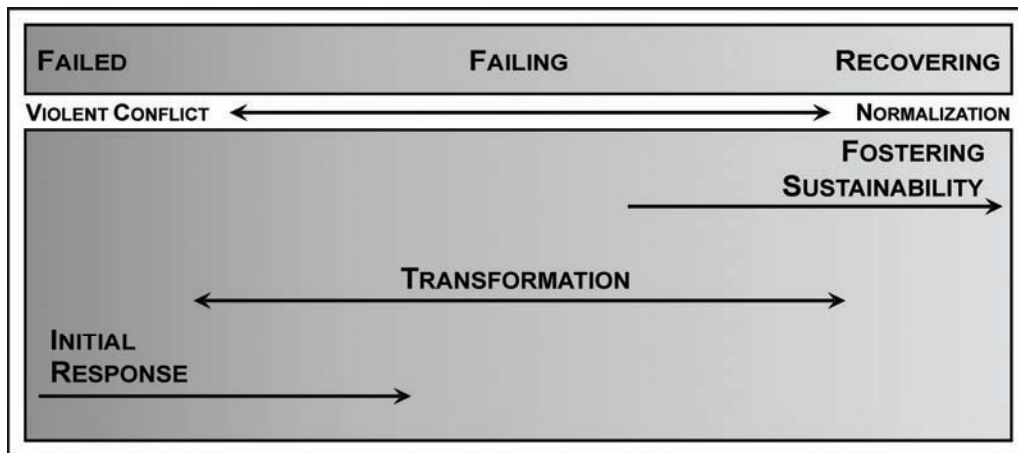 FAILED FAILING RECOVERING
VIOLENT CONFLICT NORMALIZATION
FOSTERING
SUSTAINABILITY
TRANSFORMATION
INITIAL
RESPONSE